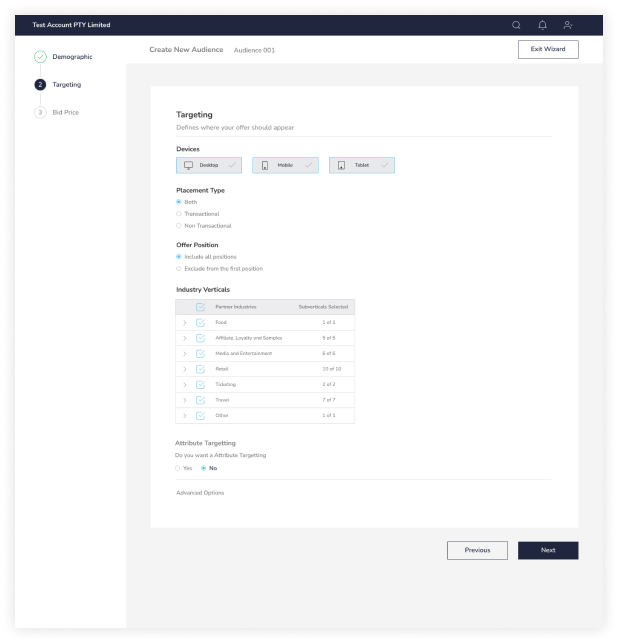 Test Account PTY Limited
Create New Audience Audience 001
Exit Wizard
Demographic
2 Targeting
3 Bid Price
Targeting
Defines where your offer should appear
Devices
Desktop Mobile Tablet
Placement Type
Both
Transactional
Non Transactional
Offer Position
Include all positions
Exclude from the first position
Industry Verticals
Partner Industries Subverticals Selected
Food 1 of 1
Affiliate, Loyalty and Samples 5 of 5
Media and Entertainment 6 of 6
Retail 10 of 10
Ticketing 2 of 2
Travel 7 of 7
Other 1 of 1
Attribute Targetting
Do you want a Attribute Targetting
Yes No
Advanced Options
Previous Next